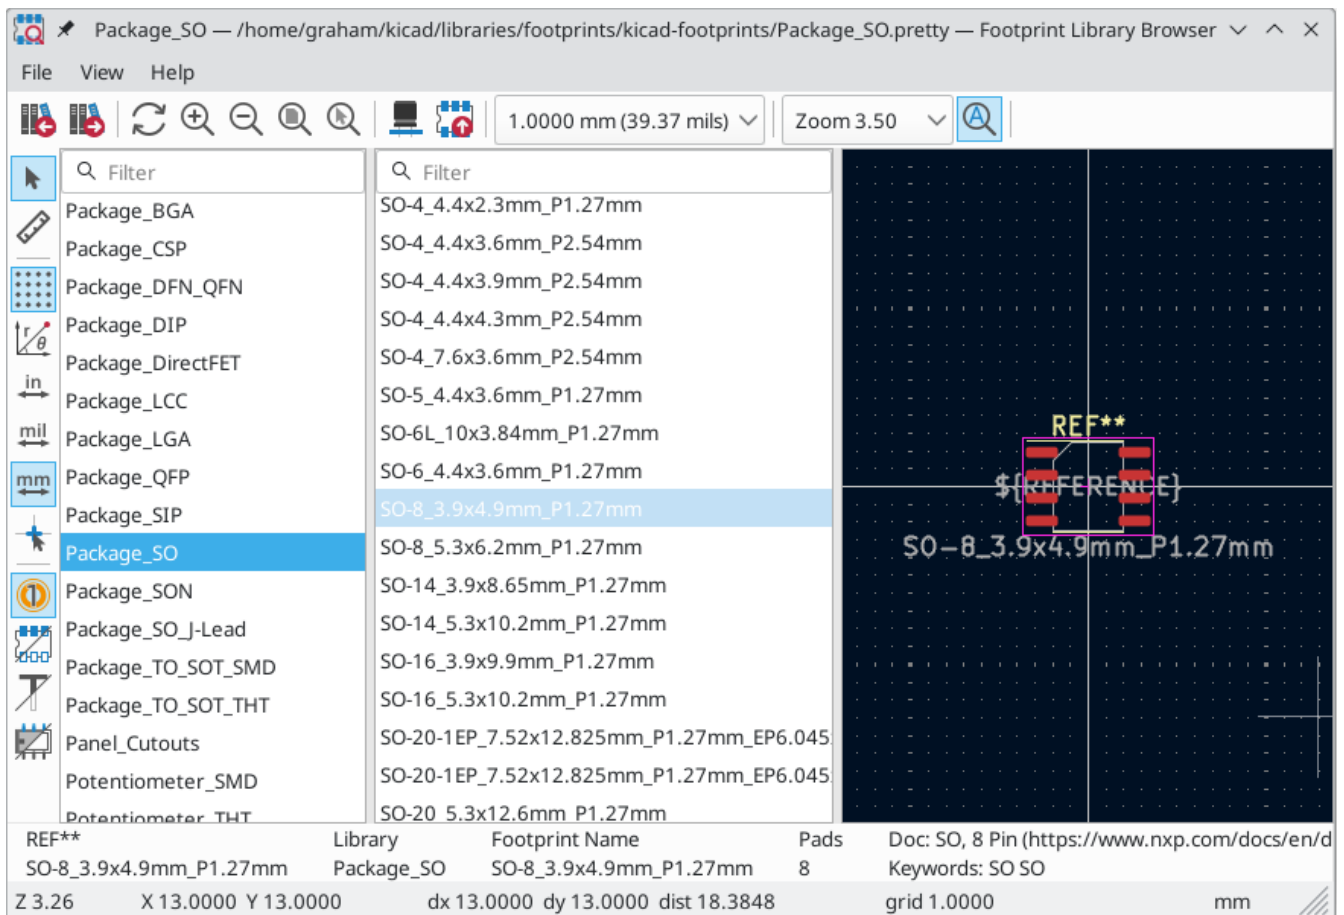 Package_SO — /home/graham/kicad/libraries/footprints/kicad-footprints/Package_SO.pretty — Footprint Library Browser
File View Help
1.0000 mm (39.37 mils) Zoom 3.50
A
Filter
Package_BGA
Package_CSP
Package_DFN_QFN
Package_DIP
Package_DirectFET
Package_LCC
Package_LGA
Package_QFP
Package_SIP
Package_SO
Package_SON
Package_SO_J-Lead
Package_TO_SOT_SMD
Package_TO_SOT_THT
Panel_Cutouts
Potentiometer_SMD
Potentiometer_THT
Filter
SO-4_4.4x2.3mm_P1.27mm
SO-4_4.4x3.6mm_P2.54mm
SO-4_4.4x3.9mm_P2.54mm
SO-4_4.4x4.3mm_P2.54mm
SO-4_7.6x3.6mm_P2.54mm
SO-5_4.4x3.6mm_P1.27mm
SO-6L_10x3.84mm_P1.27mm
SO-6_4.4x3.6mm_P1.27mm
SO-8_3.9x4.9mm_P1.27mm
SO-8_5.3x6.2mm_P1.27mm
SO-14_3.9x8.65mm_P1.27mm
SO-14_5.3x10.2mm_P1.27mm
SO-16_3.9x9.9mm_P1.27mm
SO-16_5.3x10.2mm_P1.27mm
SO-20-1EP_7.52x12.825mm_P1.27mm_EP6.045
SO-20-1EP_7.52x12.825mm_P1.27mm_EP6.045
SO-20_5.3x12.6mm_P1.27mm
r
θ
in
mil
mm
1
T
REF**
${REFERENCE}
SO-8_3.9x4.9mm_P1.27mm
REF** Library Footprint Name Pads Doc: SO, 8 Pin (https://www.nxp.com/docs/en/d
SO-8_3.9x4.9mm_P1.27mm Package_SO SO-8_3.9x4.9mm_P1.27mm 8 Keywords: SO SO
Z 3.26 X 13.0000 Y 13.0000 dx 13.0000 dy 13.0000 dist 18.3848 grid 1.0000 mm